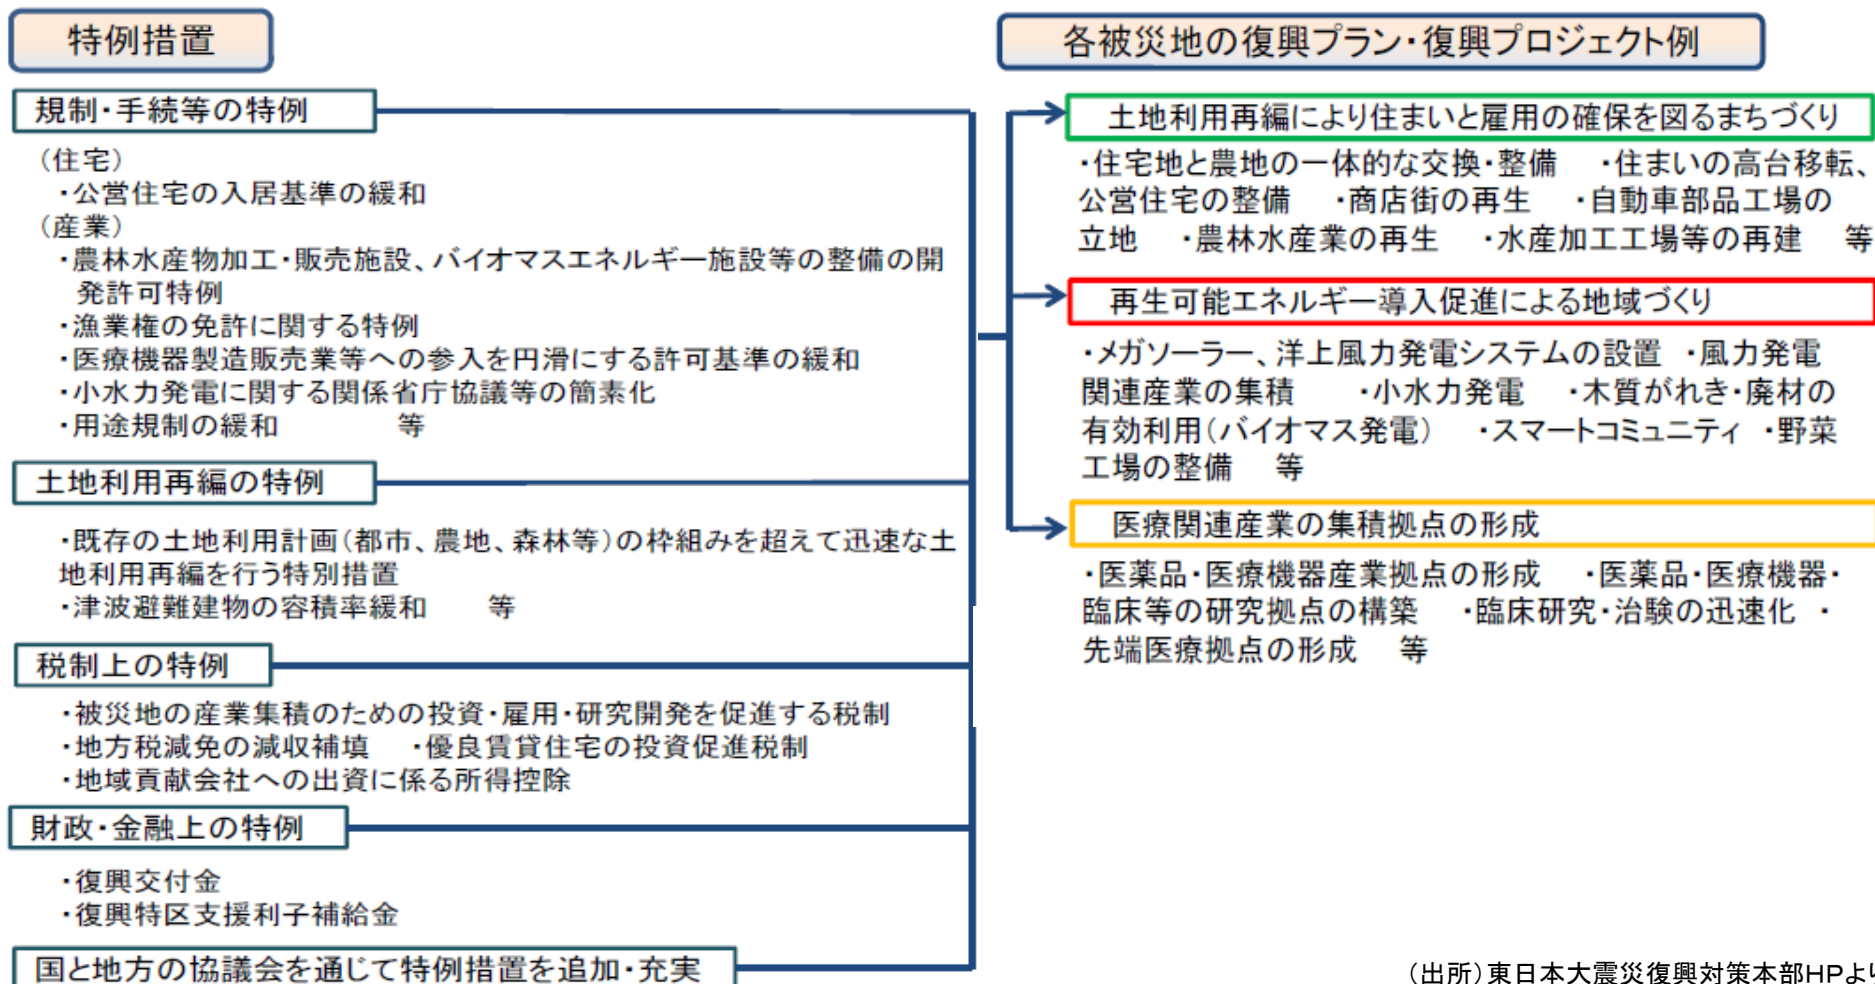 特例措置
規制・手続等の特例
（住宅）
・公営住宅の入居基準の緩和
（産業）
・農林水産物加工・販売施設、バイオマスエネルギー施設等の整備の開
発許可特例
・漁業権の免許に関する特例
・医療機器製造販売業等への参入を円滑にする許可基準の緩和
・小水力発電に関する関係省庁協議等の簡素化
・用途規制の緩和　　　　等
土地利用再編の特例
・既存の土地利用計画（都市、農地、森林等）の枠組みを超えて迅速な土
地利用再編を行う特別措置
・津波避難建物の容積率緩和　　等
税制上の特例
・被災地の産業集積のための投資・雇用・研究開発を促進する税制
・地方税減免の減収補填　・優良賃貸住宅の投資促進税制
・地域貢献会社への出資に係る所得控除
財政・金融上の特例
・復興交付金
・復興特区支援利子補給金
国と地方の協議会を通じて特例措置を追加・充実
各被災地の復興プラン・復興プロジェクト例
土地利用再編により住まいと雇用の確保を図るまちづくり
・住宅地と農地の一体的な交換・整備　・住まいの高台移転、
公営住宅の整備　・商店街の再生　・自動車部品工場の
立地　・農林水産業の再生　・水産加工工場等の再建　等
再生可能エネルギー導入促進による地域づくり
・メガソーラー、洋上風力発電システムの設置　・風力発電
関連産業の集積　　・小水力発電　・木質がれき・廃材の
有効利用（バイオマス発電）　・スマートコミュニティ　・野菜
工場の整備　等
医療関連産業の集積拠点の形成
・医薬品・医療機器産業拠点の形成　・医薬品・医療機器・
臨床等の研究拠点の構築　・臨床研究・治験の迅速化　・
先端医療拠点の形成　等
（出所）東日本大震災復興対策本部HPより